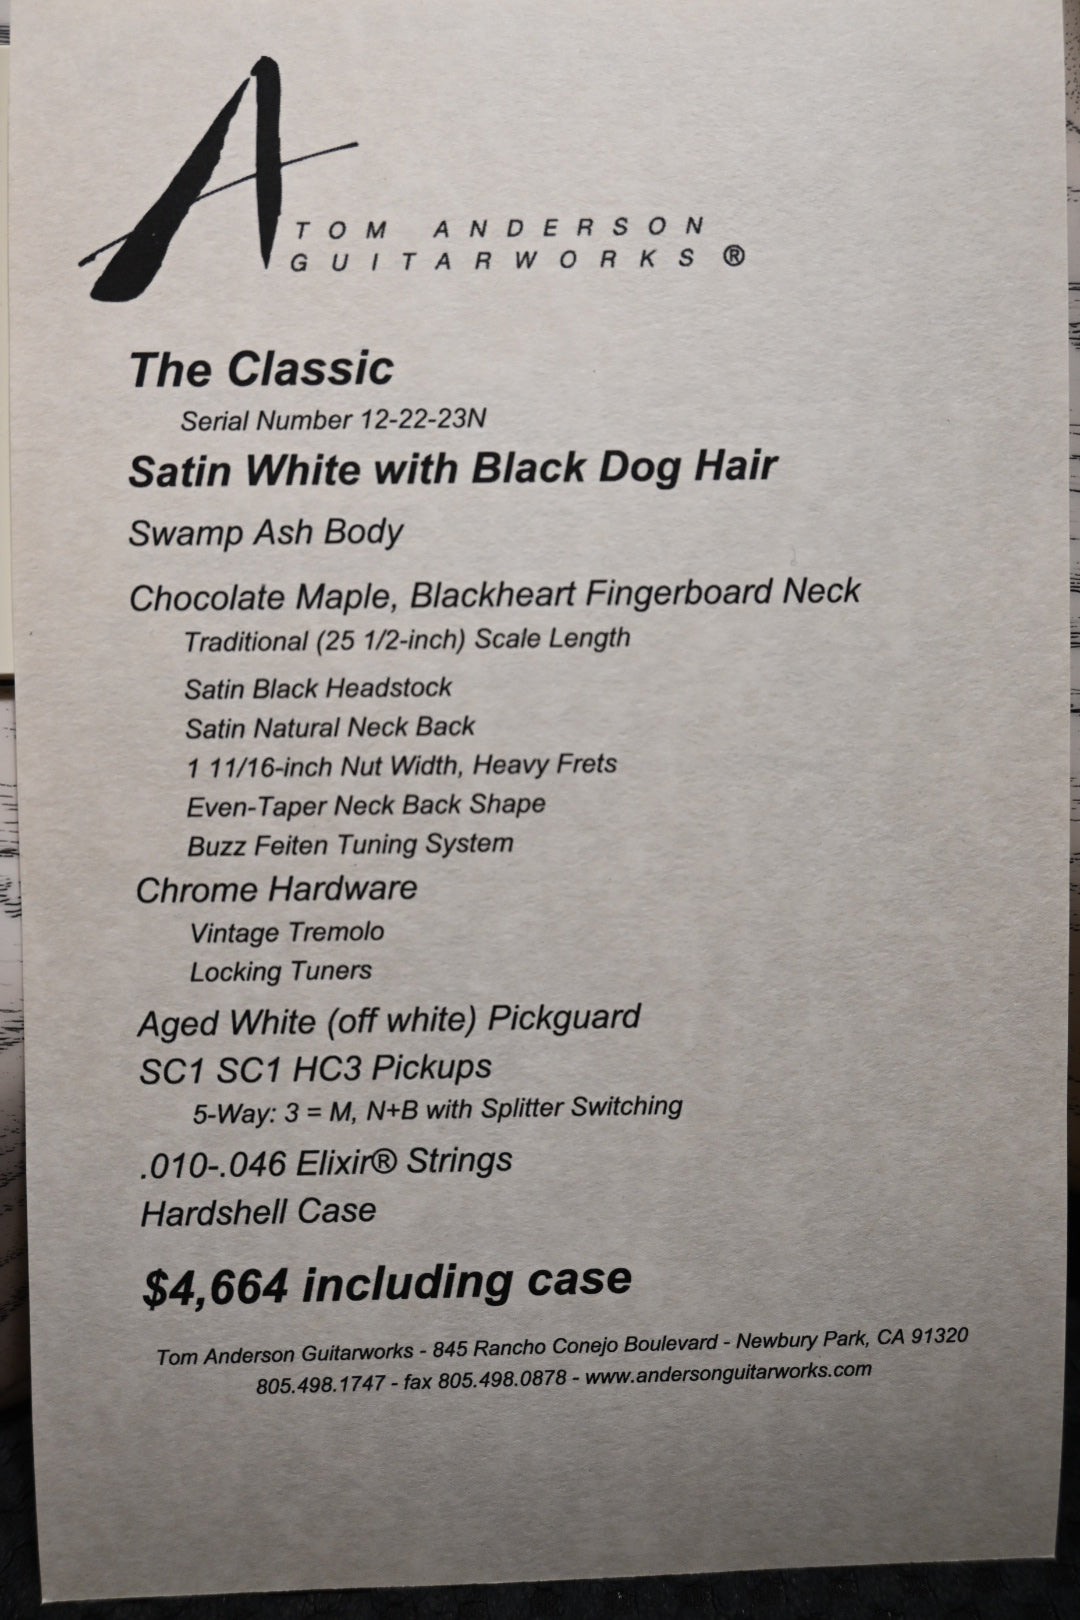 TOM ANDERSON
GUITARWORKS ®
The Classic
Serial Number 12-22-23N
Satin White with Black Dog Hair
Swamp Ash Body
Chocolate Maple, Blackheart Fingerboard Neck
Traditional (25 1/2-inch) Scale Length
Satin Black Headstock
Satin Natural Neck Back
1 11/16-inch Nut Width, Heavy Frets
Even-Taper Neck Back Shape
Buzz Feiten Tuning System
Chrome Hardware
Vintage Tremolo
Locking Tuners
Aged White (off white) Pickguard
SC1 SC1 HC3 Pickups
5-Way: 3 = M, N+B with Splitter Switching
.010-.046 Elixir® Strings
Hardshell Case
$4,664 including case
Tom Anderson Guitarworks - 845 Rancho Conejo Boulevard - Newbury Park, CA 91320
805.498.1747 - fax 805.498.0878 - www.andersonguitarworks.com